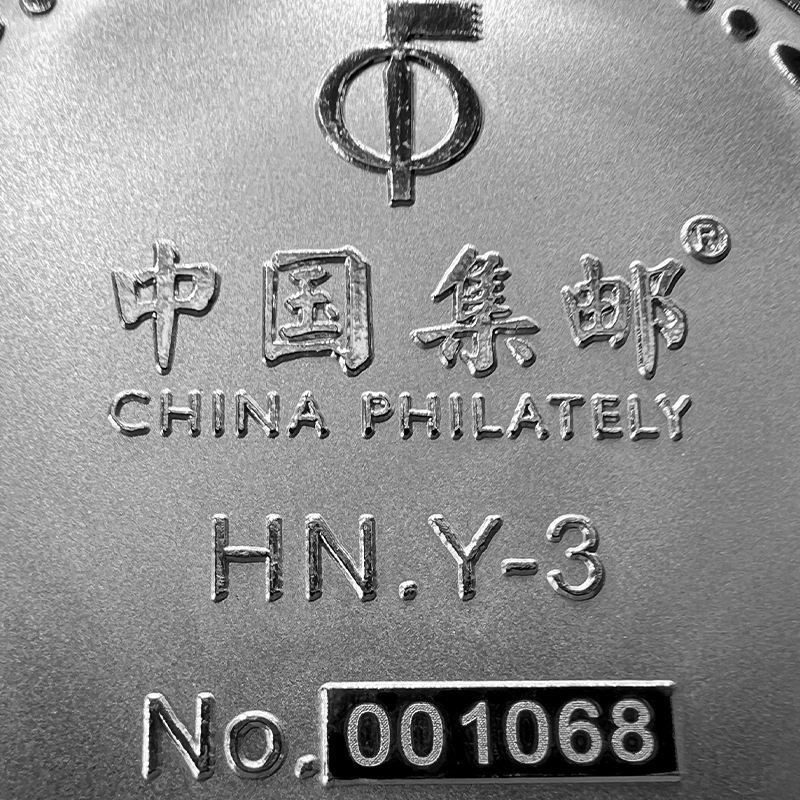 中国集邮®
CHINA PHILATELY
HN.Y-3
No.001068